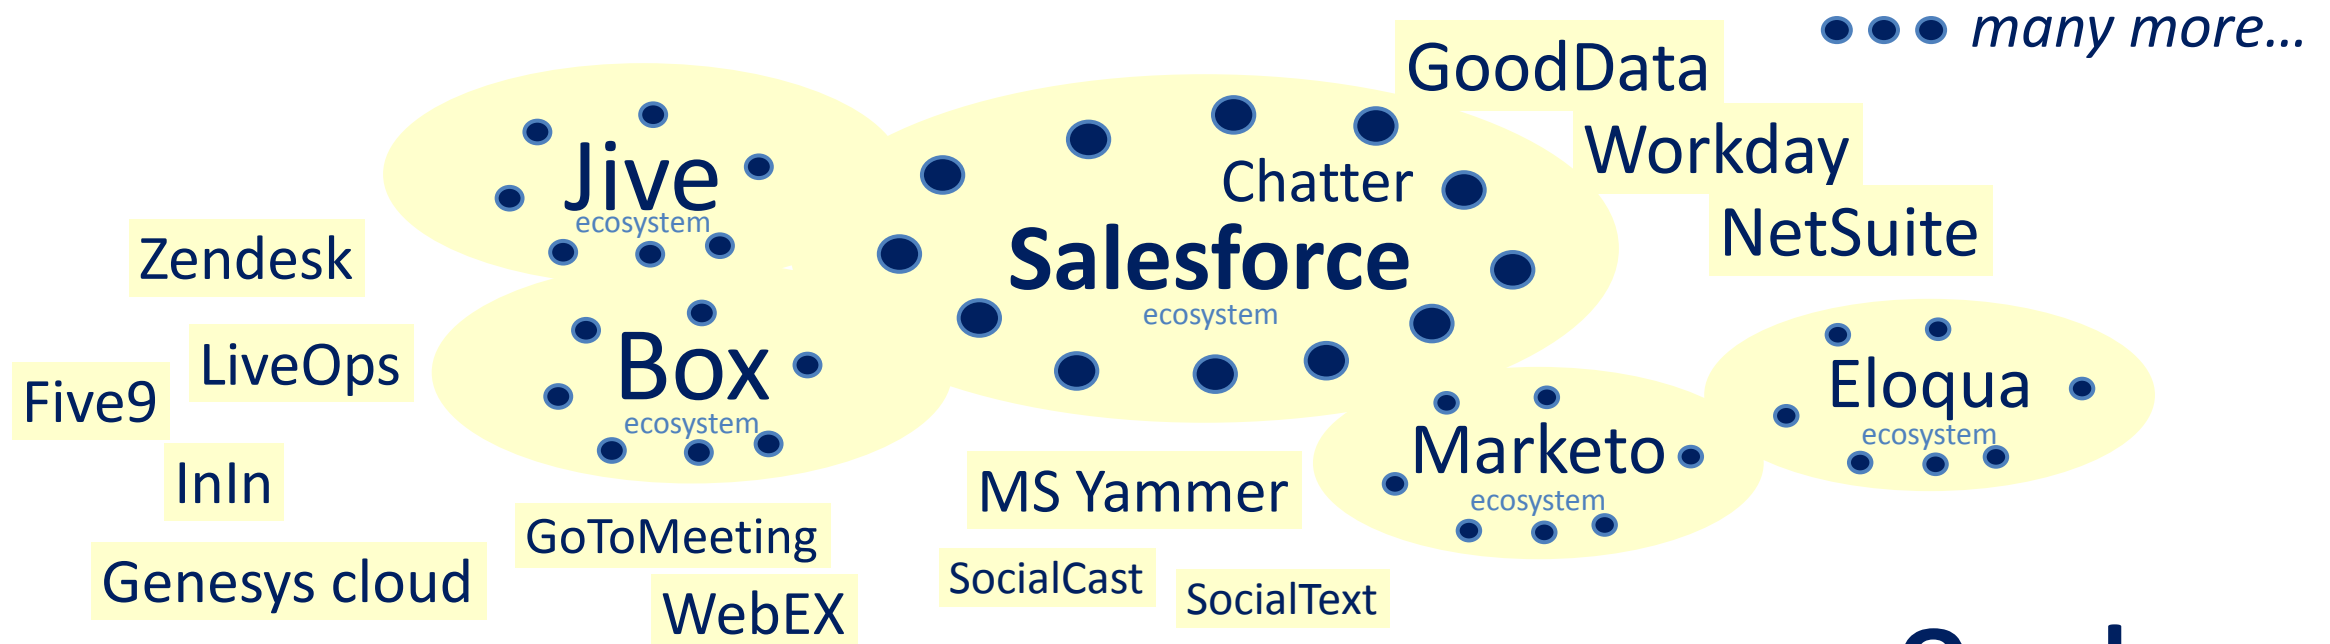 many more...
GoodData
Workday
NetSuite
Jive
ecosystem
Chatter
Salesforce
ecosystem
Zendesk
LiveOps
Five9
InIn
Genesys cloud
Box
ecosystem
GoToMeeting
WebEX
MS Yammer
SocialCast
SocialText
Marketo
ecosystem
Eloqua
ecosystem